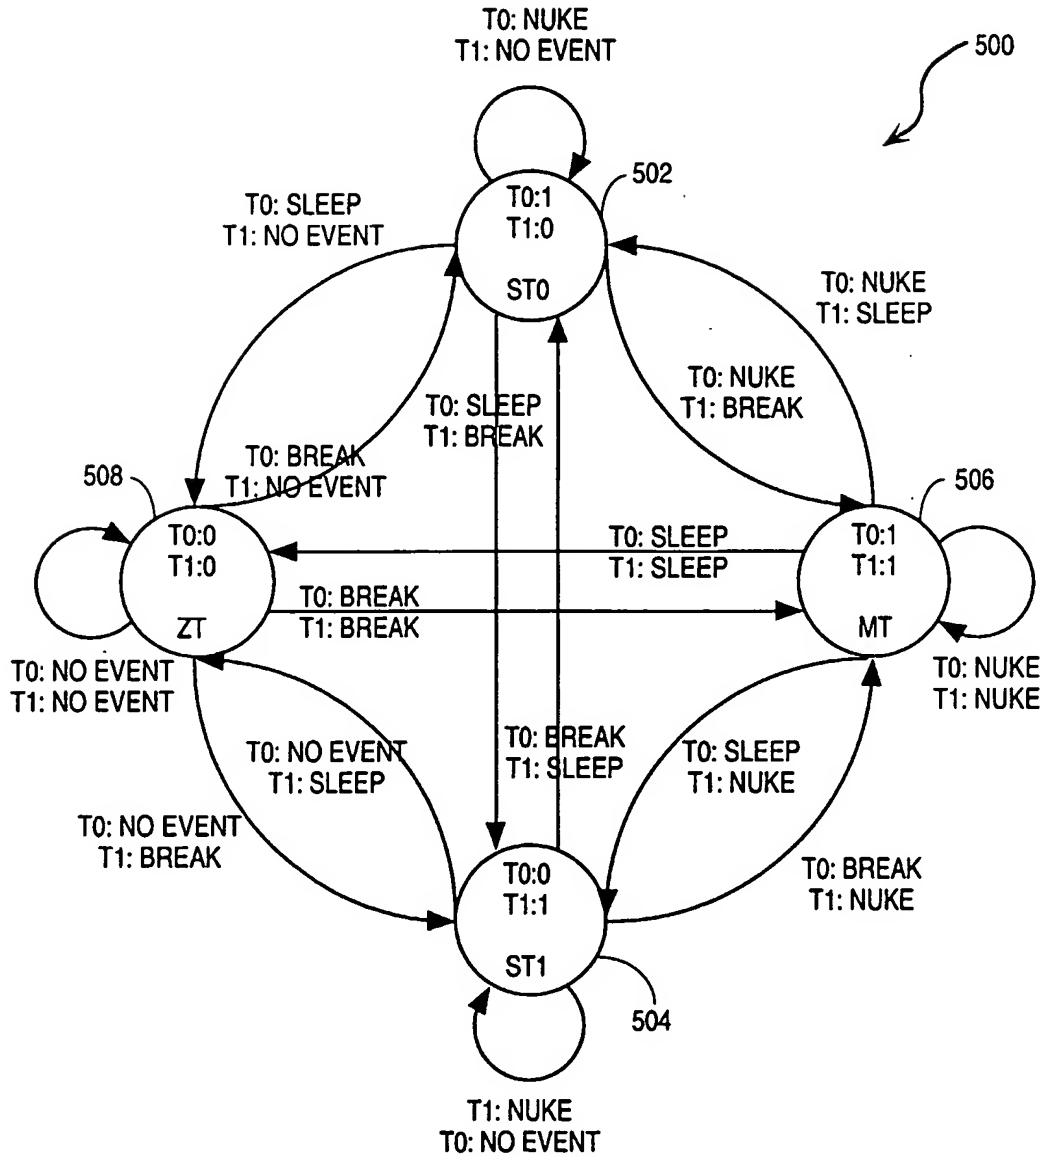 T0: NUKE
T1: NO EVENT
500
502
T0:1
T1:0
ST0
T0: SLEEP
T1: NO EVENT
T0: NUKE
T1: SLEEP
T0: NUKE
T1: BREAK
T0: SLEEP
T1: BREAK
T0: BREAK
T1: NO EVENT
508
506
T0:0
T1:0
ZT
T0: SLEEP
T1: SLEEP
T0:1
T1:1
MT
T0: BREAK
T1: BREAK
T0: NO EVENT
T1: NO EVENT
T0: NUKE
T1: NUKE
T0: NO EVENT
T1: SLEEP
T0: BREAK
T1: SLEEP
T0: SLEEP
T1: NUKE
T0: NO EVENT
T1: BREAK
T0: BREAK
T1: NUKE
T0:0
T1:1
ST1
504
T1: NUKE
T0: NO EVENT